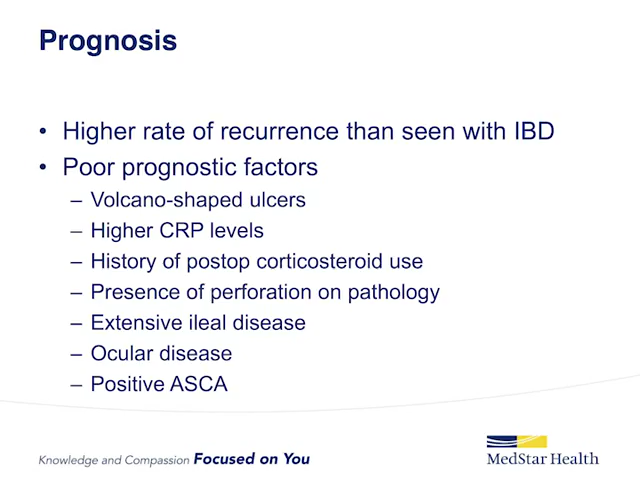 Prognosis
• Higher rate of recurrence than seen with IBD
• Poor prognostic factors
– Volcano-shaped ulcers
– Higher CRP levels
– History of postop corticosteroid use
– Presence of perforation on pathology
– Extensive ileal disease
– Ocular disease
– Positive ASCA
Knowledge and Compassion Focused on You
MedStar Health